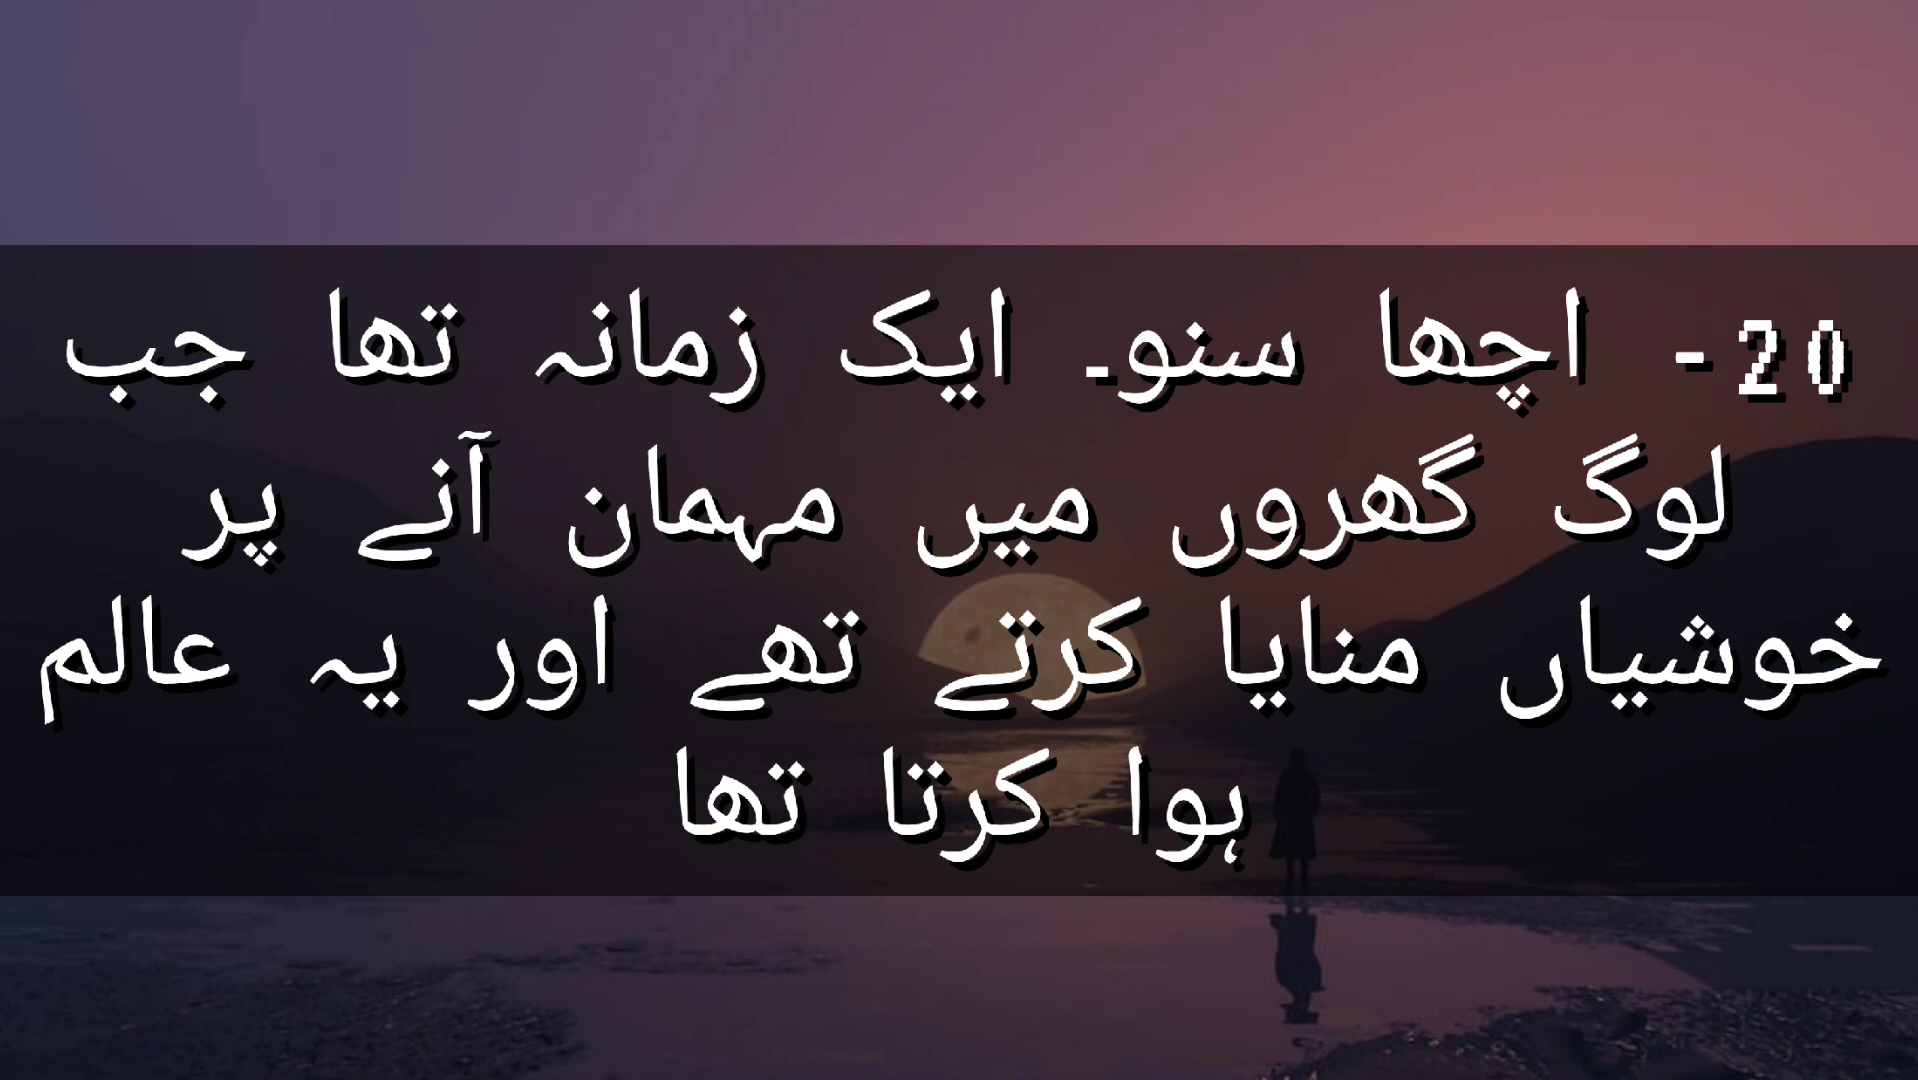 20- اچھا سنو۔ ایک زمانہ تھا جب
لوگ گھروں میں مہمان آنے پر
خوشیاں منایا کرتے تھے اور یہ عالم
ہوا کرتا تھا